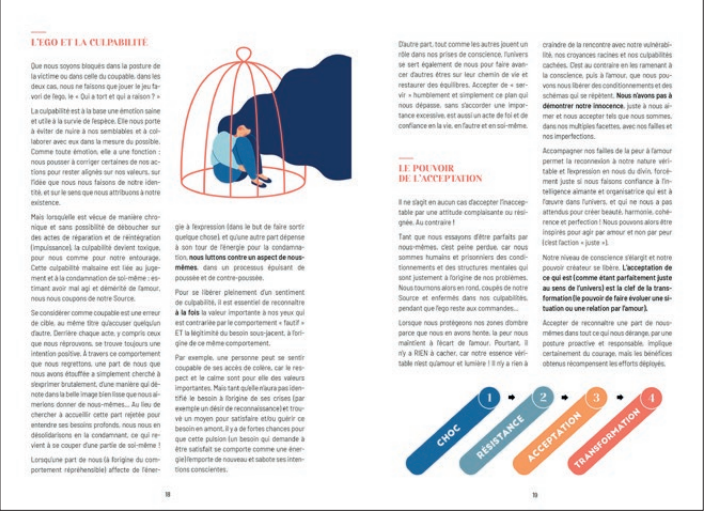 L'EGO ET LA CULPABILITÉ
Que nous soyons bloqués dans la posture de
la victime ou dans celle du coupable, dans les
deux cas, nous ne faisons que jouer le jeu fa-
vori de l'ego, le « Qui a tort et qui a raison ? »
La culpabilité est à la base une émotion saine
et utile à la survie de l'espèce. Elle nous porte
à éviter de nuire à nos semblables et à col-
laborer avec eux dans la mesure du possible.
Comme toute émotion, elle a une fonction :
nous pousser à corriger certaines de nos ac-
tions pour rester alignés sur nos valeurs, sur
l'idée que nous nous faisons de notre iden-
tité, et sur le sens que nous attribuons à notre
existence.
Mais lorsqu'elle est vécue de manière chro-
nique et sans possibilité de déboucher sur
des actes de réparation et de réintégration
(impuissance), la culpabilité devient toxique,
pour nous comme pour notre entourage.
Cette culpabilité malsaine est liée au juge-
ment et à la condamnation de soi-même : es-
timant avoir mal agi et démérité de l'amour,
nous nous coupons de notre Source.
Se considérer comme coupable est une erreur
de cible, au même titre qu'accuser quelqu'un
d'autre. Derrière chaque acte, y compris ceux
que nous réprouvons, se trouve toujours une
intention positive. À travers ce comportement
que nous regrettons, une part de nous que
nous avons étouffée a simplement cherché à
s'exprimer brutalement, d'une manière qui dé-
note dans la belle image bien lisse que nous ai-
merions donner de nous-mêmes... Au lieu de
chercher à accueillir cette part rejetée pour
entendre ses besoins profonds, nous nous en
désolidarisons en la condamnant, ce qui re-
vient à se couper d'une partie de soi-même !
Lorsqu'une part de nous (à l'origine du com-
portement répréhensible) affecte de l'éner-
gie à l'expression (dans le but de faire sortir
quelque chose), et qu'une autre part dépense
à son tour de l'énergie pour la condamna-
tion, nous luttons contre un aspect de nous-
mêmes, dans un processus épuisant de
poussée et de contre-poussée.
Pour se libérer pleinement d'un sentiment
de culpabilité, il est essentiel de reconnaître
à la fois la valeur importante à nos yeux qui
est contrariée par le comportement « fautif »
ET la légitimité du besoin sous-jacent, à l'ori-
gine de ce même comportement.
Par exemple, une personne peut se sentir
coupable de ses accès de colère, car le res-
pect et le calme sont pour elle des valeurs
importantes. Mais tant qu'elle n'aura pas iden-
tifié le besoin à l'origine de ses crises (par
exemple un désir de reconnaissance) et trou-
vé un moyen pour satisfaire et/ou guérir ce
besoin en amont, il y a de fortes chances pour
que cette pulsion (un besoin qui demande à
être satisfait se comporte comme une éner-
gie) l'emporte de nouveau et sabote ses inten-
tions conscientes.
18
D'autre part, tout comme les autres jouent un
rôle dans nos prises de conscience, l'univers
se sert également de nous pour faire avan-
cer d'autres êtres sur leur chemin de vie et
restaurer des équilibres. Accepter de « ser-
vir » humblement et simplement ce plan qui
nous dépasse, sans s'accorder une impor-
tance excessive, est aussi un acte de foi et de
confiance en la vie, en l'autre et en soi-même.
LE POUVOIR
DE L'ACCEPTATION
Il ne s'agit en aucun cas d'accepter l'inaccep-
table par une attitude complaisante ou rési-
gnée. Au contraire !
Tant que nous essayons d'être parfaits par
nous-mêmes, c'est peine perdue, car nous
sommes humains et prisonniers des condi-
tionnements et des structures mentales qui
sont justement à l'origine de nos problèmes.
Nous tournons alors en rond, coupés de notre
Source et enfermés dans nos culpabilités,
pendant que l'ego reste aux commandes...
Lorsque nous protégeons nos zones d'ombre
parce que nous en avons honte, la peur nous
maintient à l'écart de l'amour. Pourtant, il
n'y a RIEN à cacher, car notre essence véri-
table n'est qu'amour et lumière ! Il n'y a rien à
craindre de la rencontre avec notre vulnérabi-
lité, nos croyances racines et nos culpabilités
cachées. C'est au contraire en les ramenant à
la conscience, puis à l'amour, que nous pou-
vons nous libérer des conditionnements et des
schémas qui se répètent. Nous n'avons pas à
démontrer notre innocence, juste à nous ai-
mer et nous accepter tels que nous sommes,
dans nos multiples facettes, avec nos failles et
nos imperfections.
Accompagner nos failles de la peur à l'amour
permet la reconnexion à notre nature véri-
table et l'expression en nous du divin, forcé-
ment juste si nous faisons confiance à l'in-
telligence aimante et organisatrice qui est à
l'œuvre dans l'univers, et qui ne nous a pas
attendus pour créer beauté, harmonie, cohé-
rence et perfection ! Nous pouvons alors être
inspirés pour agir par amour et non par peur
(c'est l'action « juste »).
Notre niveau de conscience s'élargit et notre
pouvoir créateur se libère. L'acceptation de
ce qui est (comme étant parfaitement juste
au sens de l'univers) est la clef de la trans-
formation (le pouvoir de faire évoluer une si-
tuation ou une relation par l'amour).
Accepter de reconnaître une part de nous-
mêmes dans tout ce qui nous dérange, par une
posture proactive et responsable, implique
certainement du courage, mais les bénéfices
obtenus récompensent les efforts déployés.
CHOC 1
RÉSISTANCE 2
ACCEPTATION 3
TRANSFORMATION 4
19